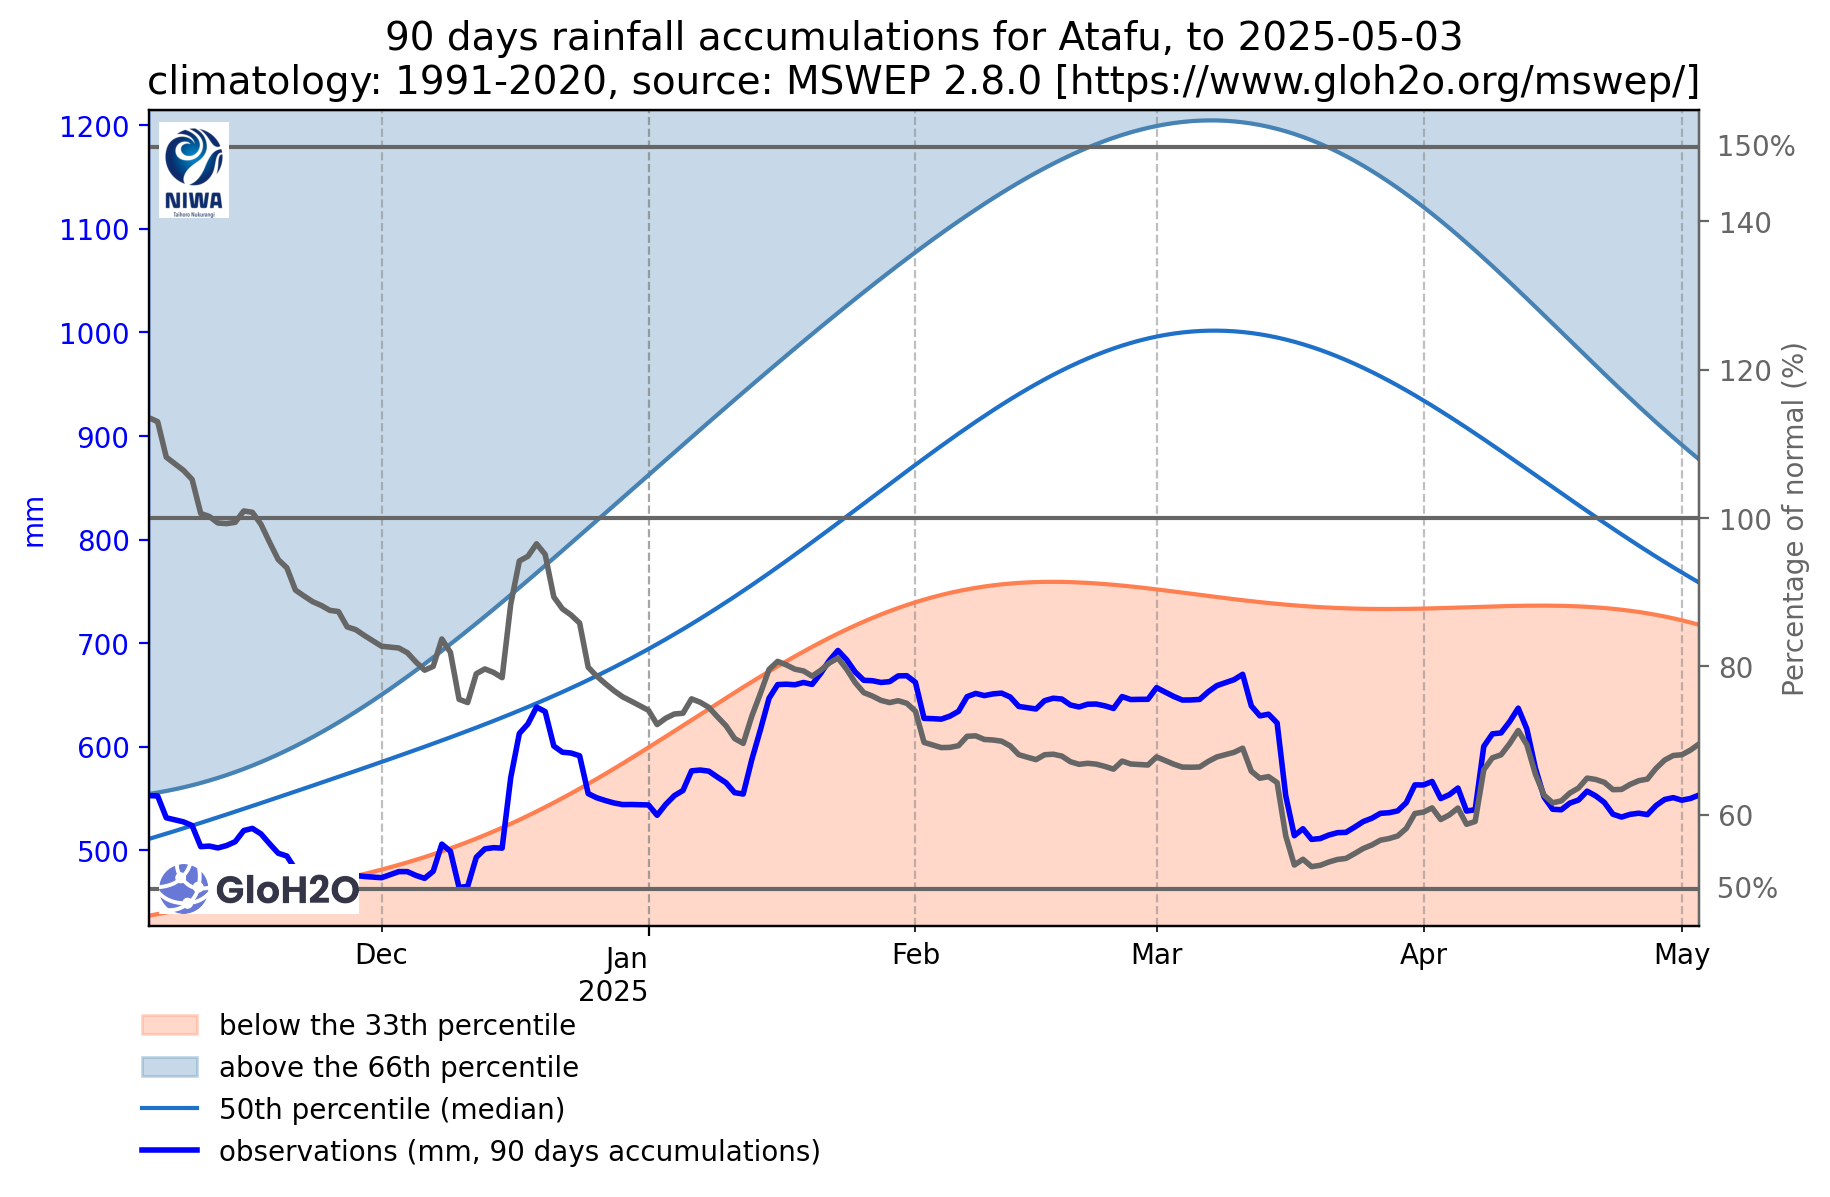 90 days rainfall accumulations for Atafu, to 2025-05-03
climatology: 1991-2020, source: MSWEP 2.8.0 [https://www.gloh2o.org/mswep/]
1200
1100
1000
900
800
700
600
500
mm
NIWA
Taihoro Nukurangi
GloH2O
150%
140
120
100
80
60
50%
Percentage of normal (%)
Dec
Jan
2025
Feb
Mar
Apr
May
below the 33th percentile
above the 66th percentile
50th percentile (median)
observations (mm, 90 days accumulations)